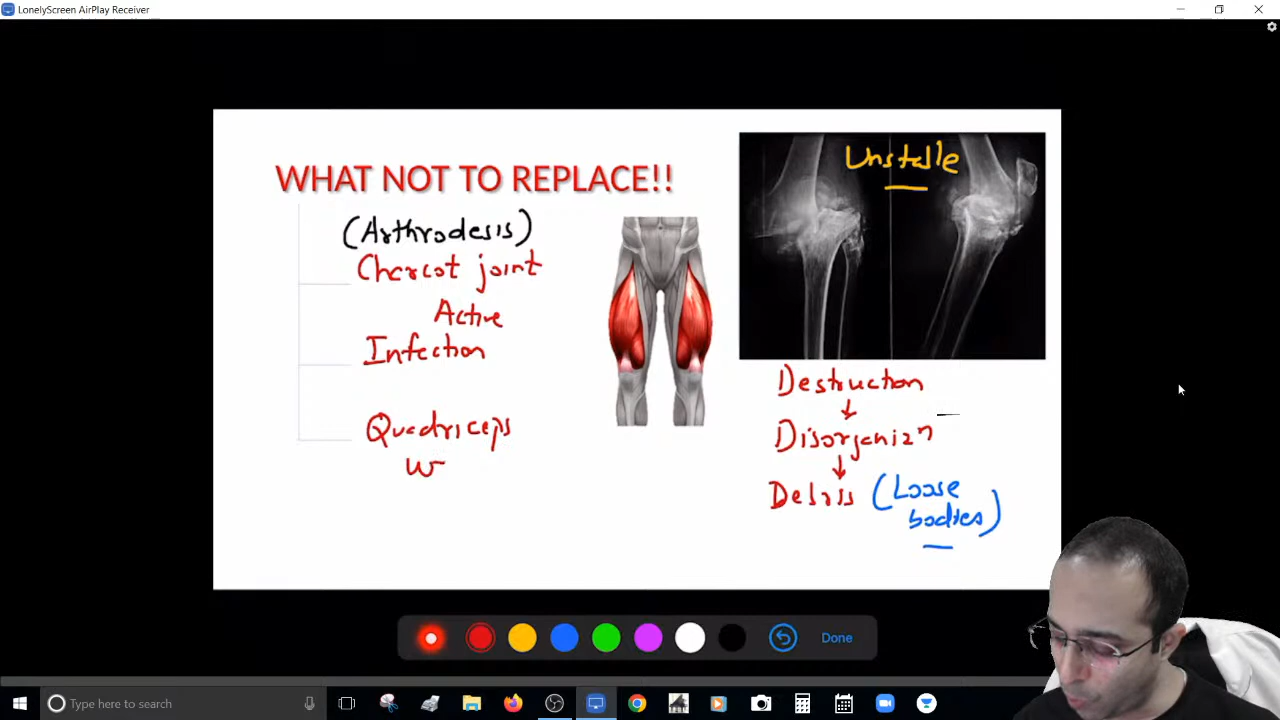 LonelyScreen AirPlay Receiver
WHAT NOT TO REPLACE!!
(Arthrodesis)
Charcot joint
Active
Infection
Quadriceps
W
Unstable
Destruction
↓
Disorganizn
↓
Debris (Loose
bodies)
Done
Type here to search